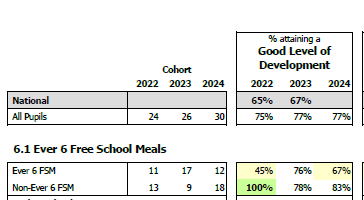 % attaining a
Good Level of
Development
Cohort
2022 2023 2024 2022 2023 2024
National 65% 67%
All Pupils 24 26 30 75% 77% 77%
6.1 Ever 6 Free School Meals
Ever 6 FSM 11 17 12 45% 76% 67%
Non-Ever 6 FSM 13 9 18 100% 78% 83%